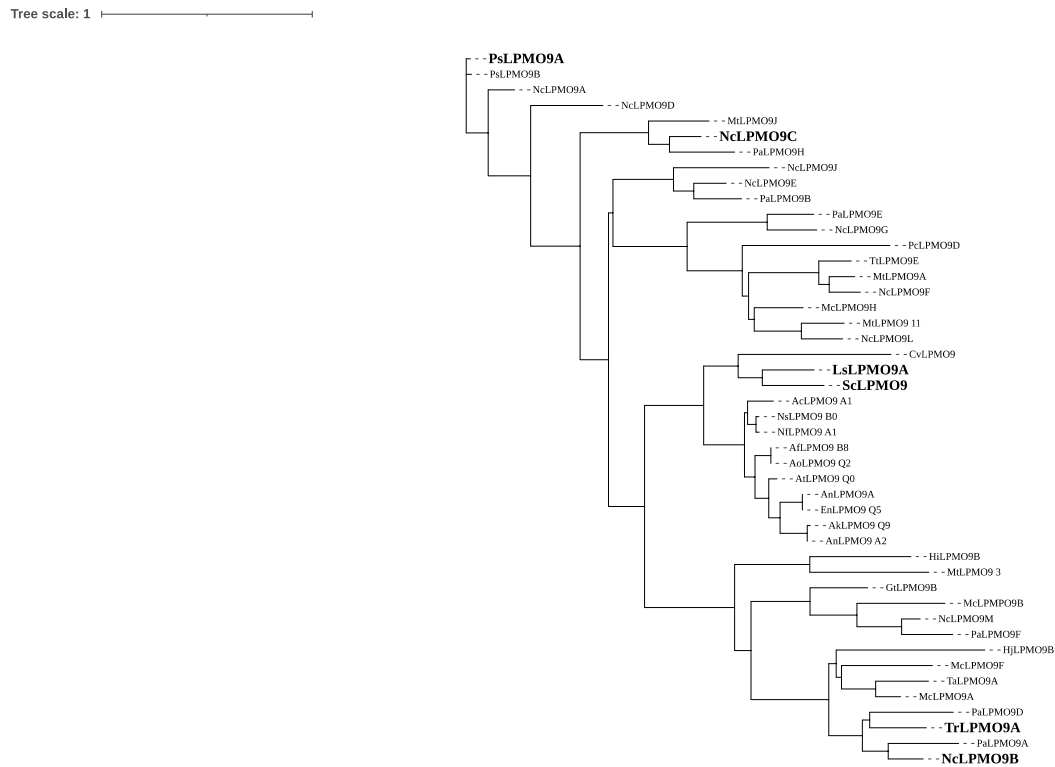 Tree scale: 1
PsLPMO9A
PsLPMO9B
NcLPMO9A
NcLPMO9D
MtLPMO9J
NcLPMO9C
PaLPMO9H
NcLPMO9J
NcLPMO9E
PaLPMO9B
PaLPMO9E
NcLPMO9G
PcLPMO9D
TtLPMO9E
MtLPMO9A
NcLPMO9F
McLPMO9H
MtLPMO9 11
NcLPMO9L
CvLPMO9
LsLPMO9A
ScLPMO9
AcLPMO9 A1
NsLPMO9 B0
NfLPMO9 A1
AfLPMO9 B8
AoLPMO9 Q2
AtLPMO9 Q0
AnLPMO9A
EnLPMO9 Q5
AkLPMO9 Q9
AnLPMO9 A2
HiLPMO9B
MtLPMO9 3
GtLPMO9B
McLPMPO9B
NcLPMO9M
PaLPMO9F
HjLPMO9B
McLPMO9F
TaLPMO9A
McLPMO9A
PaLPMO9D
TrLPMO9A
PaLPMO9A
NcLPMO9B